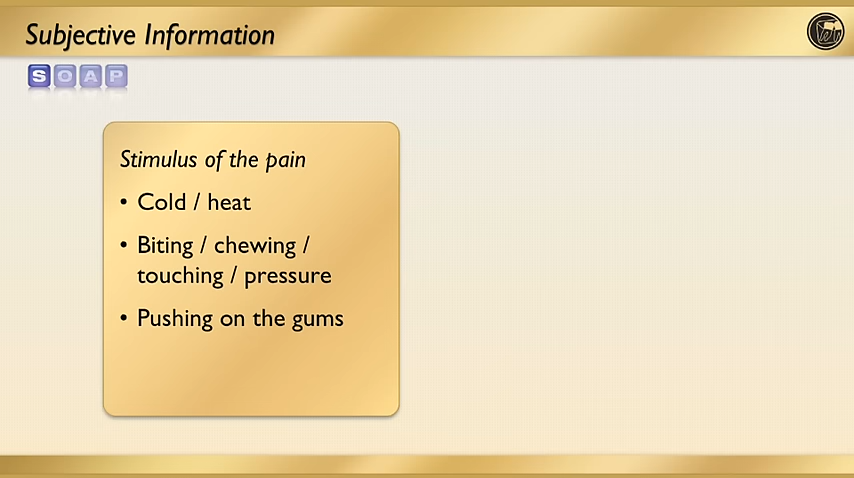 Subjective Information
S O A P
Stimulus of the pain
• Cold / heat
• Biting / chewing /
touching / pressure
• Pushing on the gums